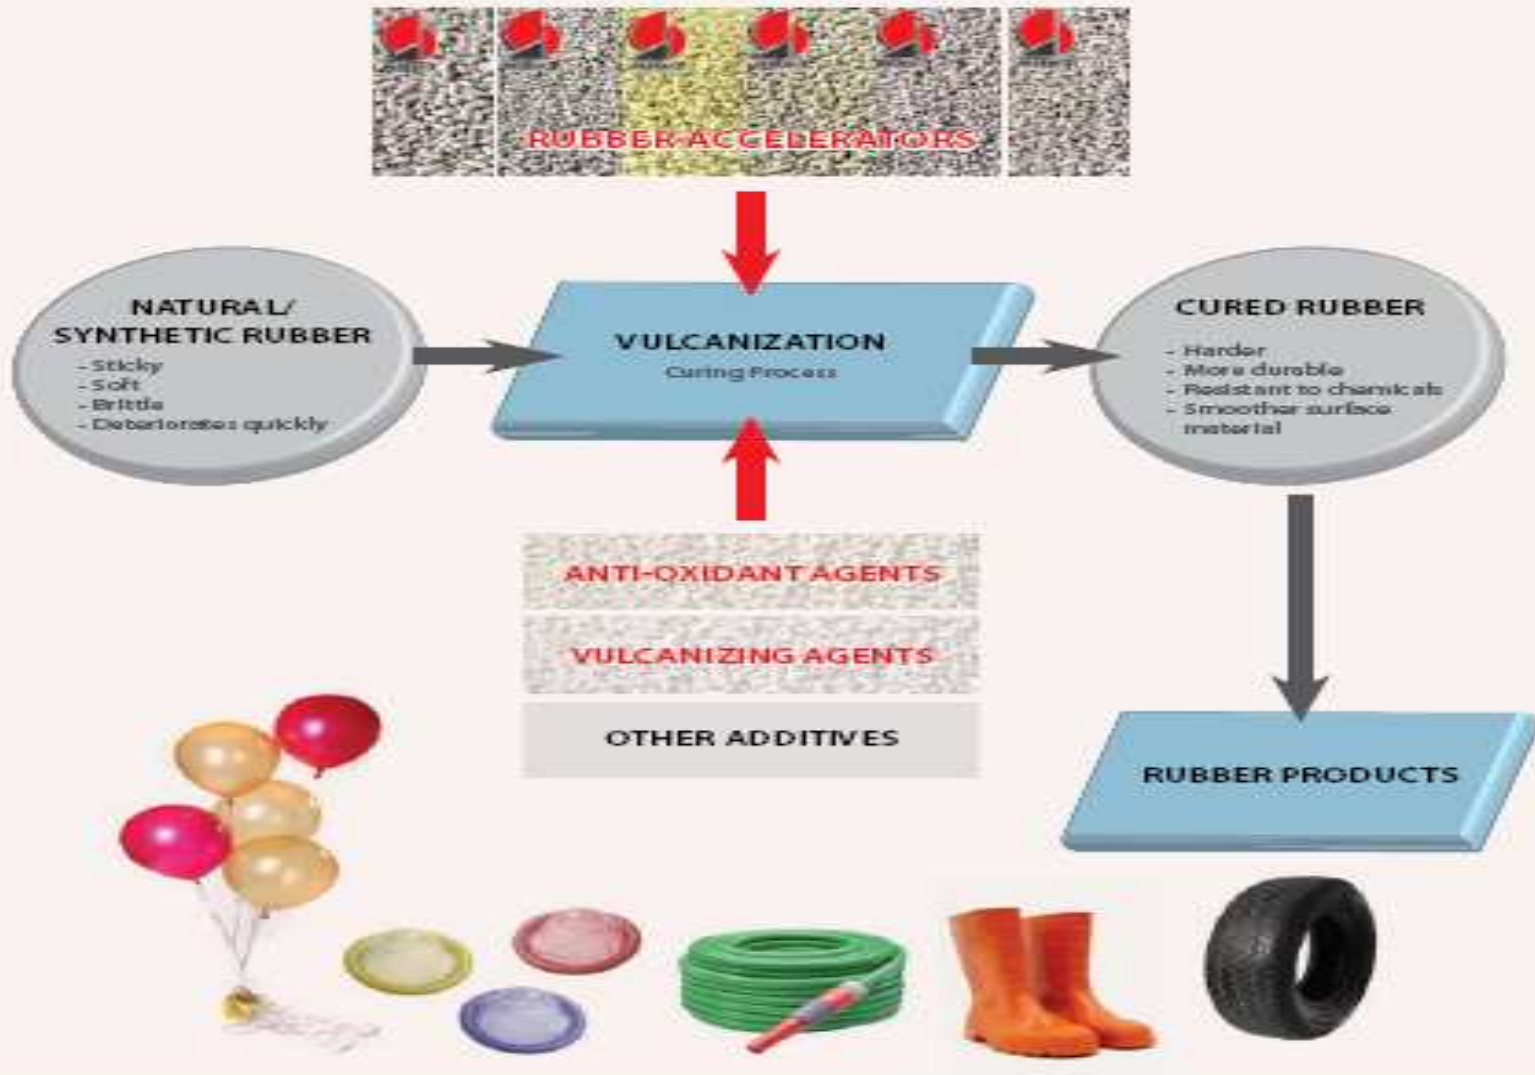 RUBBER ACCELERATORS
NATURAL/
SYNTHETIC RUBBER
- Sticky
- Soft
- Brittle
- Deteriorates quickly
VULCANIZATION
Curing Process
CURED RUBBER
- Harder
- More durable
- Resistant to chemicals
- Smoother surface
material
ANTI-OXIDANT AGENTS
VULCANIZING AGENTS
OTHER ADDITIVES
RUBBER PRODUCTS